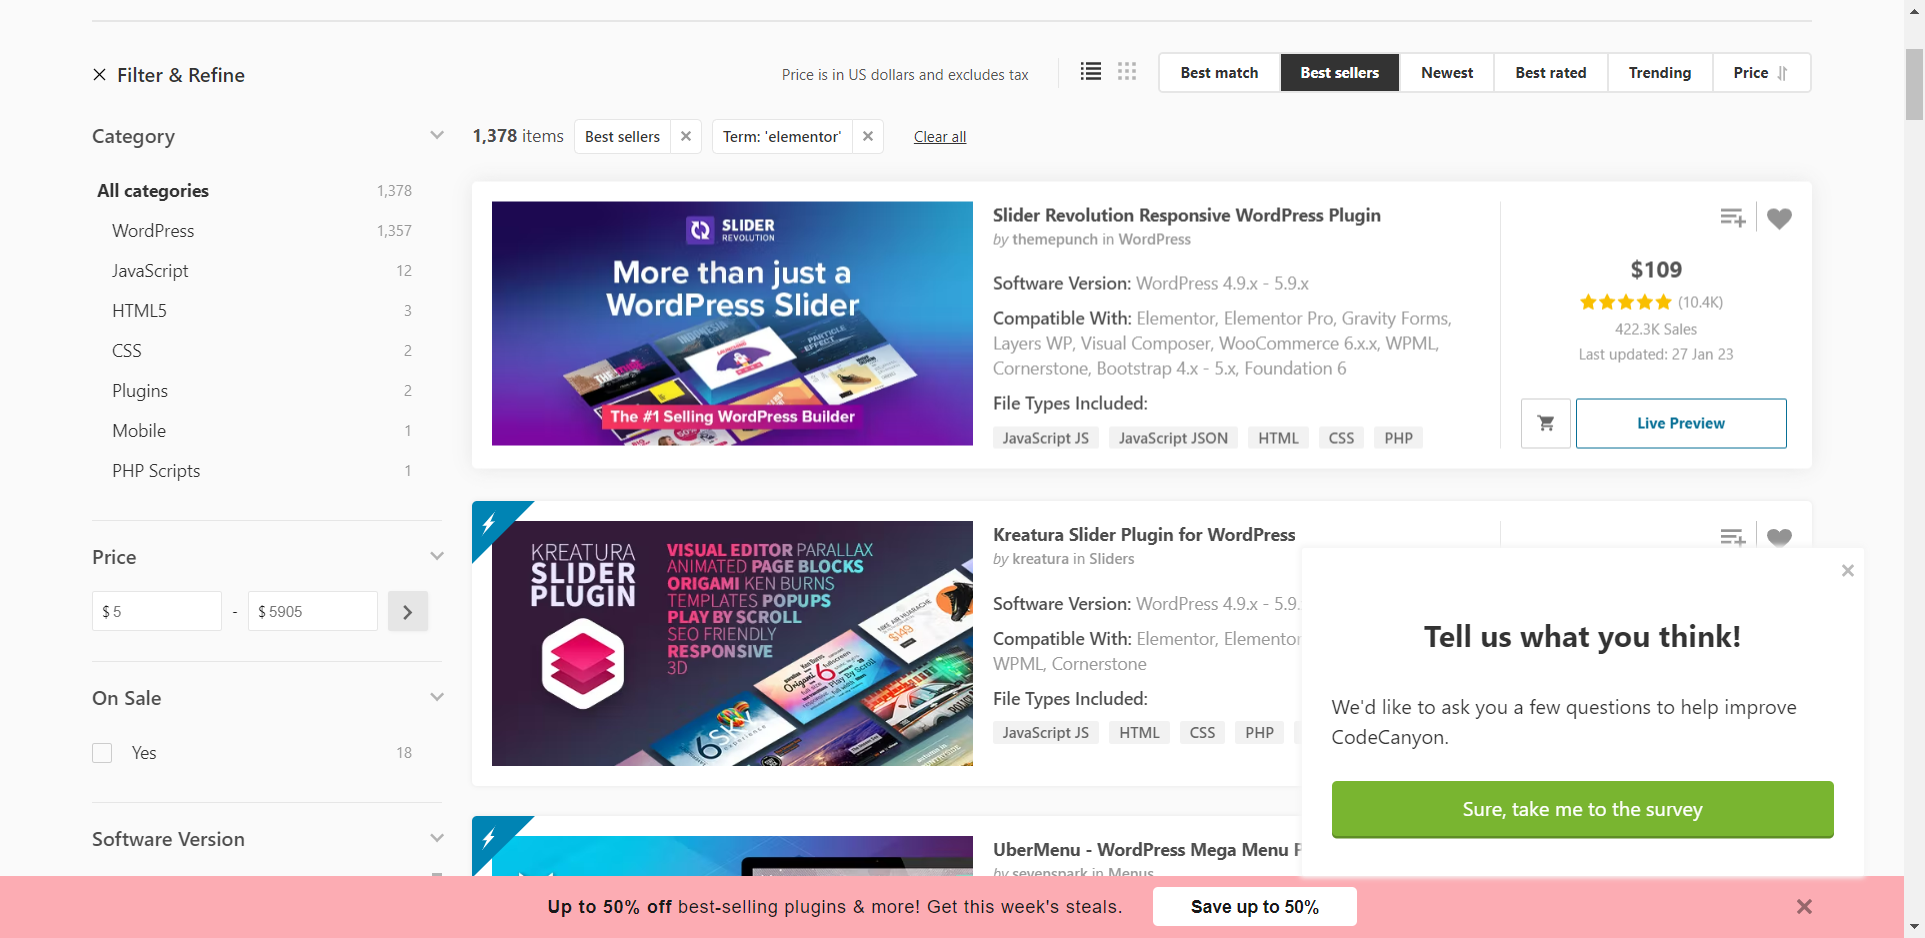 Filter & Refine
Price is in US dollars and excludes tax
Best match
Best sellers
Newest
Best rated
Trending
Price
Category
1,378 items
Best sellers
Term: 'elementor'
Clear all
All categories 1,378
WordPress 1,357
JavaScript 12
HTML5 3
CSS 2
Plugins 2
Mobile 1
PHP Scripts 1
Price
$ 5 - $ 5905
On Sale
Yes 18
Software Version
SLIDER
REVOLUTION
More than just a
WordPress Slider
The #1 Selling WordPress Builder
Slider Revolution Responsive WordPress Plugin
by themepunch in WordPress
Software Version: WordPress 4.9.x - 5.9.x
Compatible With: Elementor, Elementor Pro, Gravity Forms,
Layers WP, Visual Composer, WooCommerce 6.x.x, WPML,
Cornerstone, Bootstrap 4.x - 5.x, Foundation 6
File Types Included:
JavaScript JS
JavaScript JSON
HTML
CSS
PHP
$109
(10.4K)
422.3K Sales
Last updated: 27 Jan 23
Live Preview
KREATURA
SLIDER
PLUGIN
VISUAL EDITOR PARALLAX
ANIMATED PAGE BLOCKS
ORIGAMI KEN BURNS
TEMPLATES POPUPS
PLAY BY SCROLL
SEO FRIENDLY
RESPONSIVE
3D
NIKE AIR HUARACHE
$149
6SKY
experience
Kreatura Slider Plugin for WordPress
by kreatura in Sliders
Software Version: WordPress 4.9.x - 5.9.
Compatible With: Elementor, Elementor
WPML, Cornerstone
File Types Included:
JavaScript JS
HTML
CSS
PHP
UberMenu - WordPress Mega Menu P
by sevenspark in Menus
Tell us what you think!
We'd like to ask you a few questions to help improve
CodeCanyon.
Sure, take me to the survey
Up to 50% off best-selling plugins & more! Get this week's steals.
Save up to 50%